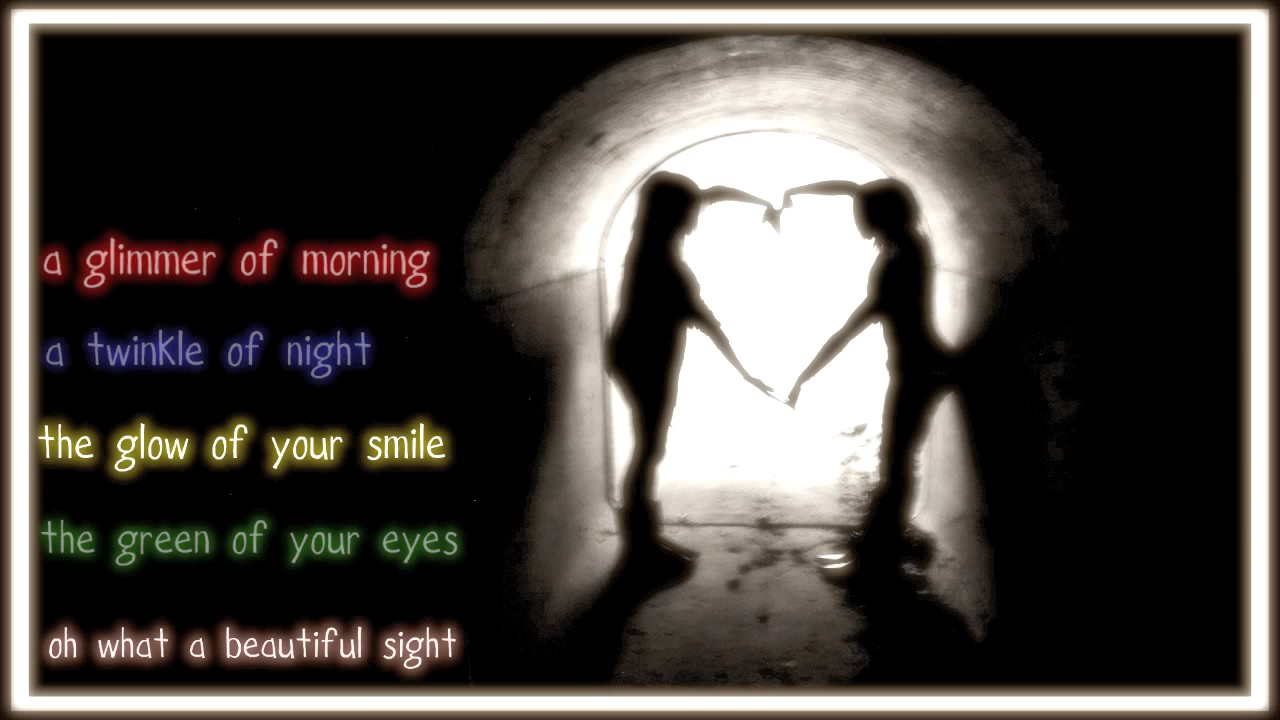 a glimmer of morning
a twinkle of night
the glow of your smile
the green of your eyes
oh what a beautiful sight